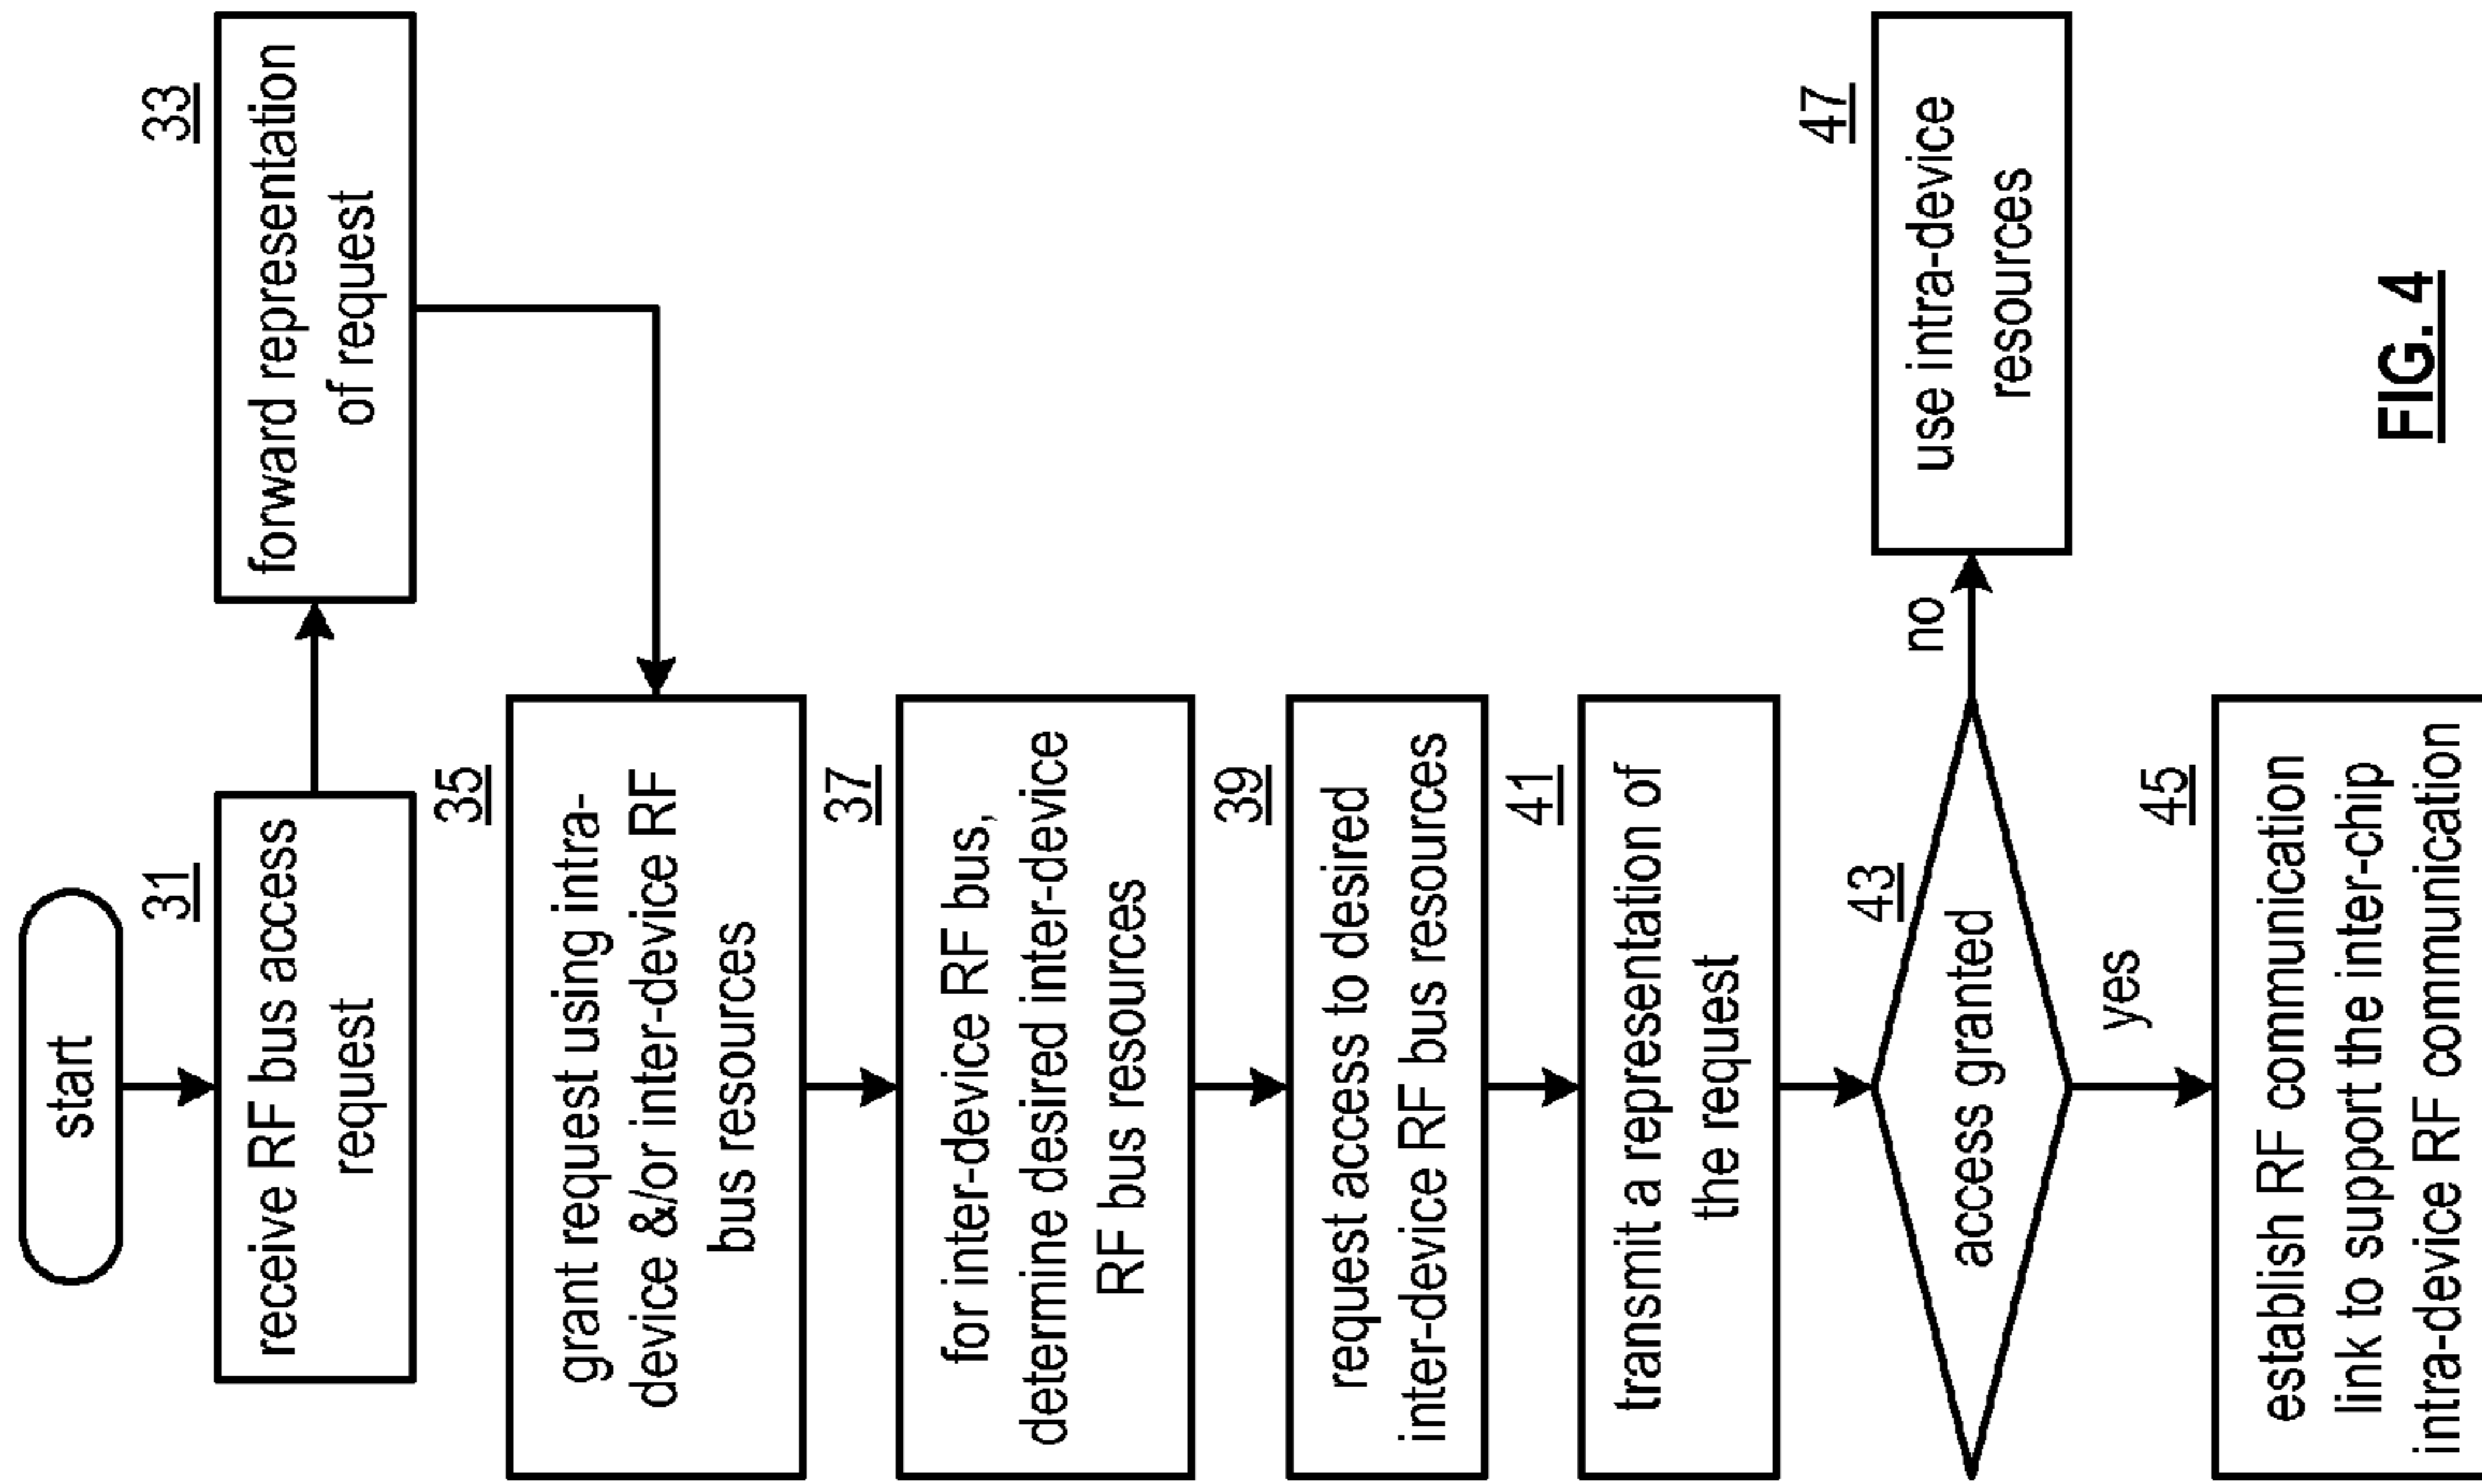 start
31
receive RF bus access
request
33
forward representation
of request
35
grant request using intra-
device &/or inter-device RF
bus resources
37
for inter-device RF bus,
determine desired inter-device
RF bus resources
39
request access to desired
inter-device RF bus resources
41
transmit a representation of
the request
43
access granted
no
47
use intra-device
resources
yes
45
establish RF communication
link to support the inter-chip
intra-device RF communication
FIG. 4